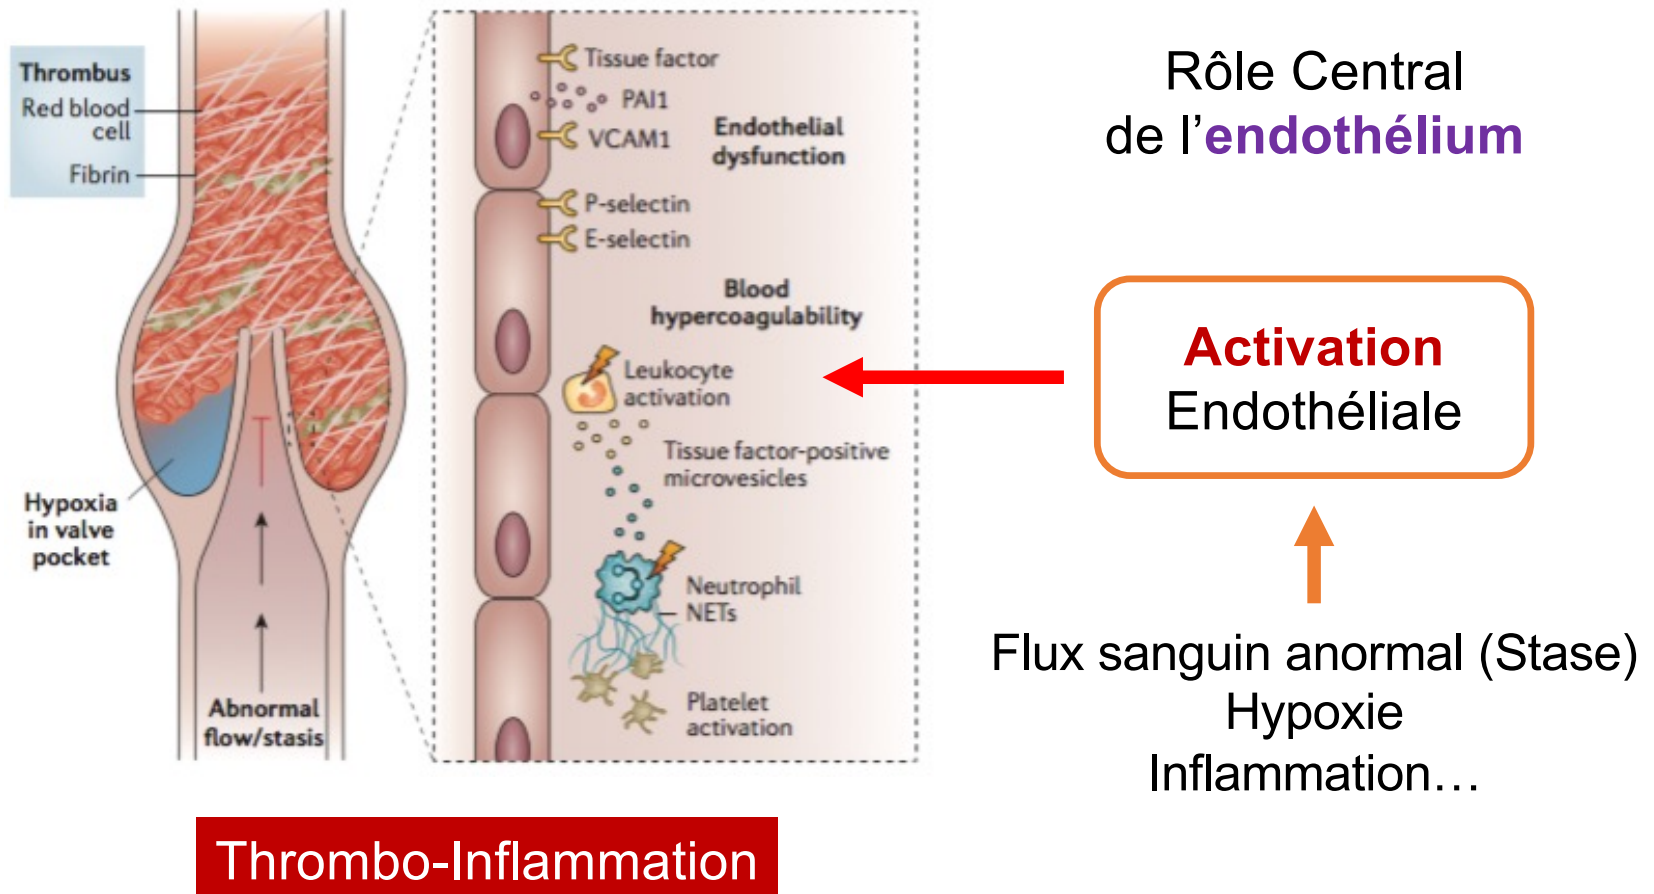 Thrombus
Red blood
cell
Fibrin
Hypoxia
in valve
pocket
Abnormal
flow/stasis
Tissue factor
PAI1
VCAM1
Endothelial
dysfunction
P-selectin
E-selectin
Blood
hypercoagulability
Leukocyte
activation
Tissue factor-positive
microvesicles
Neutrophil
NETs
Platelet
activation
Rôle Central
de l’endothélium
Activation
Endothéliale
Flux sanguin anormal (Stase)
Hypoxie
Inflammation…
Thrombo-Inflammation